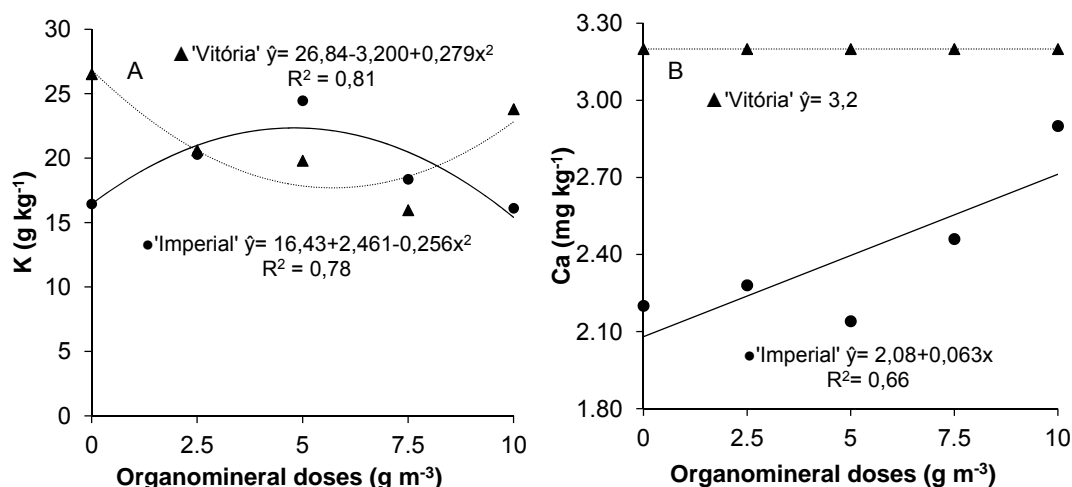 30
25
20
15
10
5
0
K (g kg⁻¹)
A
▲ 'Vitória' ŷ= 26,84-3,200+0,279x²
R² = 0,81
●'Imperial' ŷ= 16,43+2,461-0,256x²
R² = 0,78
0 2.5 5 7.5 10
Organomineral doses (g m⁻³)
3.30
3.00
2.70
2.40
2.10
1.80
Ca (mg kg⁻¹)
B
▲ 'Vitória' ŷ = 3,2
●'Imperial' ŷ= 2,08+0,063x
R²= 0,66
0 2.5 5 7.5 10
Organomineral doses (g m⁻³)